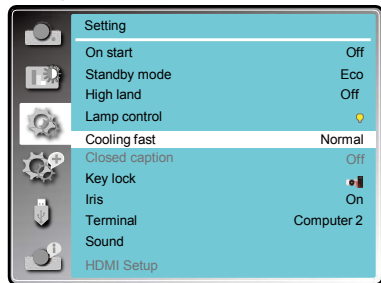 Setting
On start Off
Standby mode Eco
High land Off
Lamp control
Cooling fast Normal
Closed caption Off
Key lock
Iris On
Terminal Computer 2
Sound
HDMI Setup